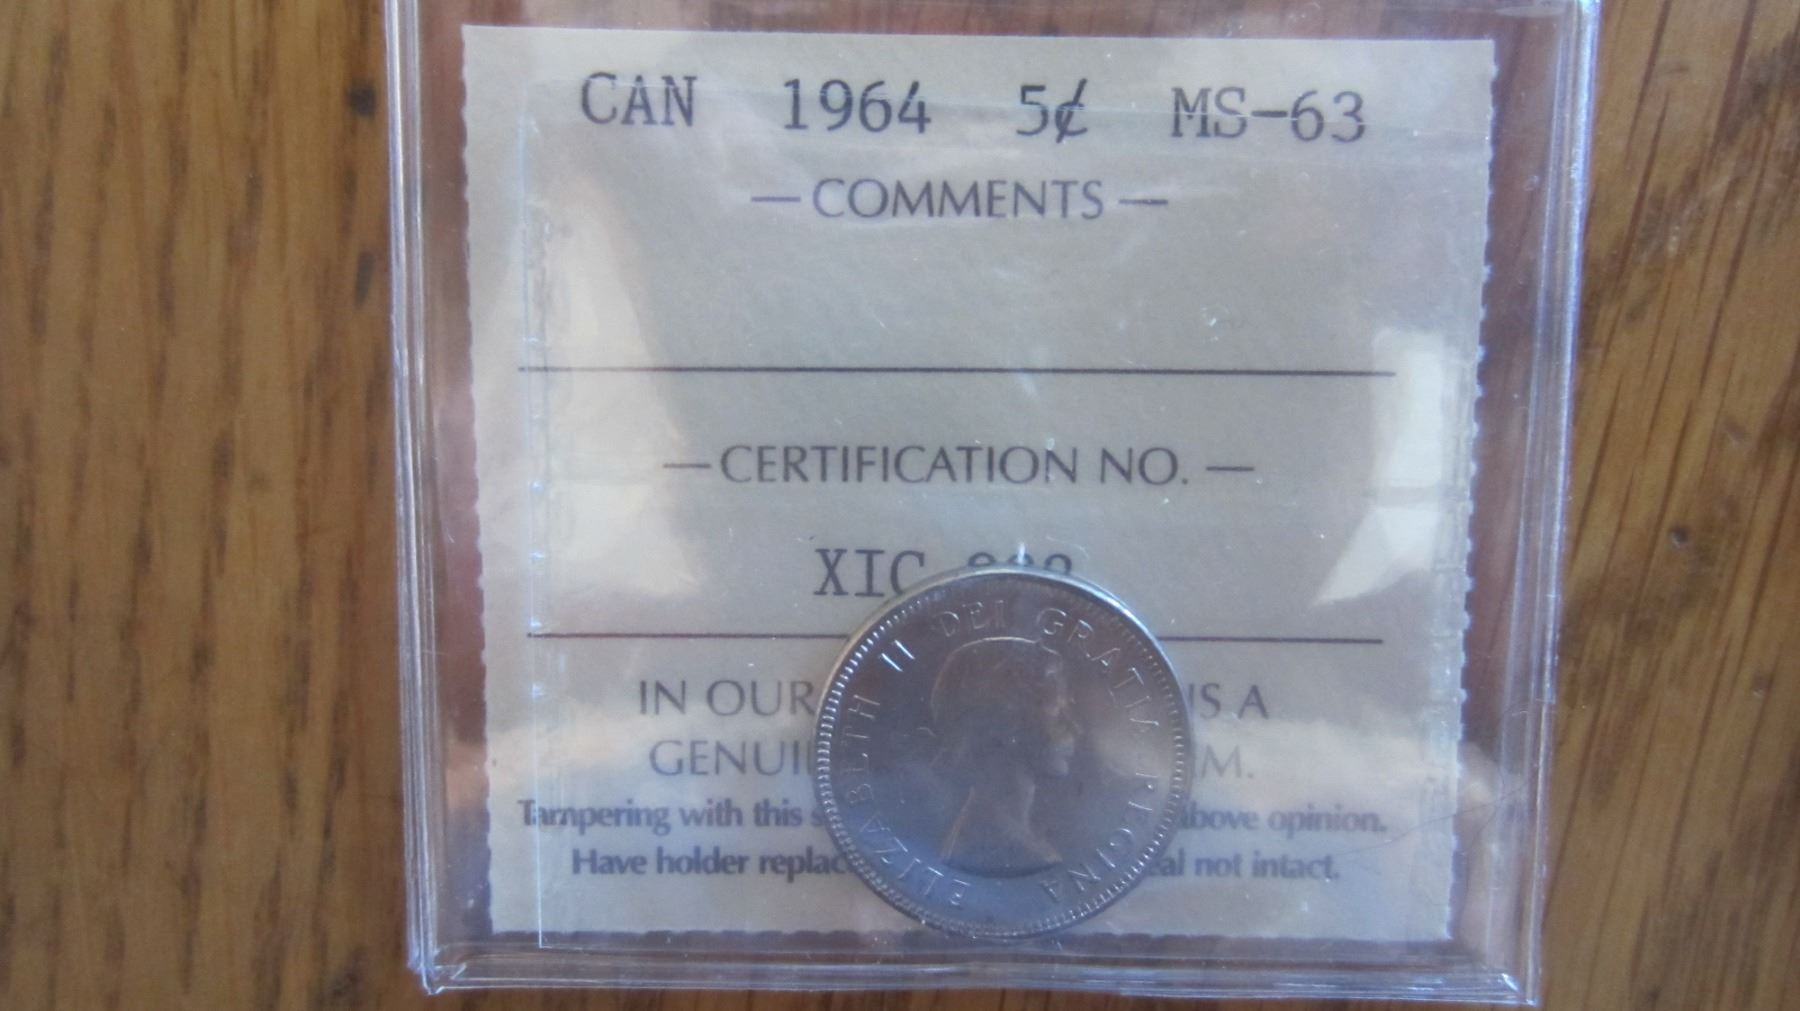 CAN 1964 5¢ MS-63
— COMMENTS —
— CERTIFICATION NO. —
XIC
IN OUR IS A
GENUI M.
Tampering with this s above opinion.
Have holder replac al not intact.
ELIZABETH II DEI GRATIA REGINA